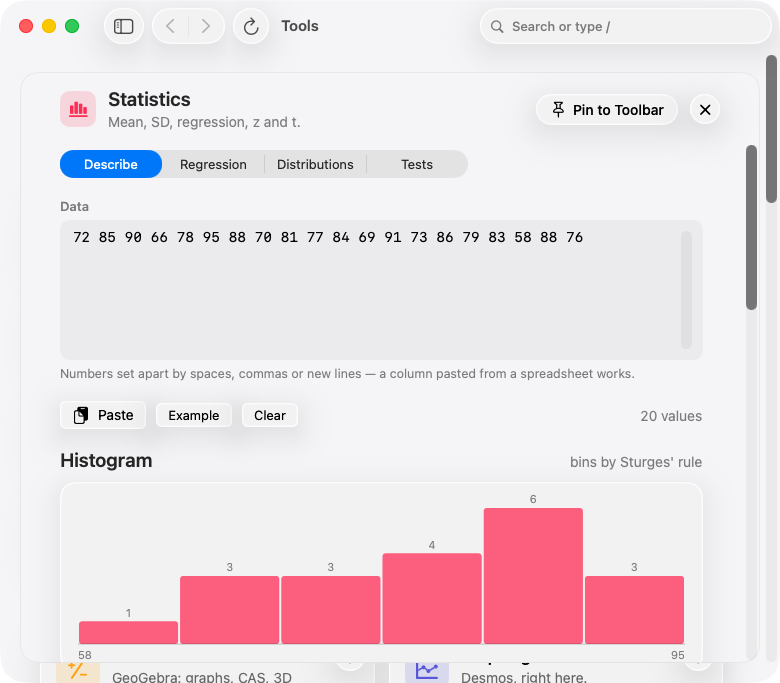 Tools
Search or type /
Statistics
Mean, SD, regression, z and t.
Pin to Toolbar
Describe
Regression
Distributions
Tests
Data
72 85 90 66 78 95 88 70 81 77 84 69 91 73 86 79 83 58 88 76
Numbers set apart by spaces, commas or new lines — a column pasted from a spreadsheet works.
Paste
Example
Clear
20 values
Histogram
bins by Sturges' rule
1
3
3
4
6
3
58
95
GeoGebra: graphs, CAS, 3D
Desmos, right here.